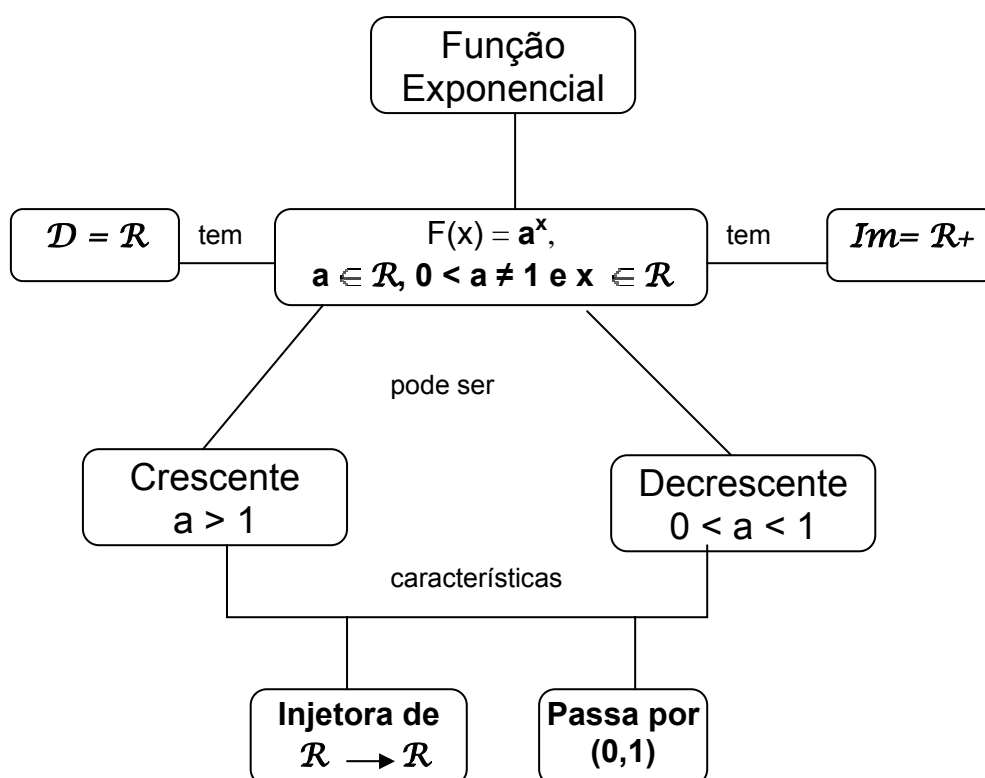 Função
Exponencial
𝓓 = 𝓡
tem
F(x) = aˣ,
a ∈ 𝓡, 0 < a ≠ 1 e x ∈ 𝓡
tem
𝓘𝓶= 𝓡+
pode ser
Crescente
a > 1
Decrescente
0 < a < 1
características
Injetora de
𝓡 → 𝓡
Passa por
(0,1)